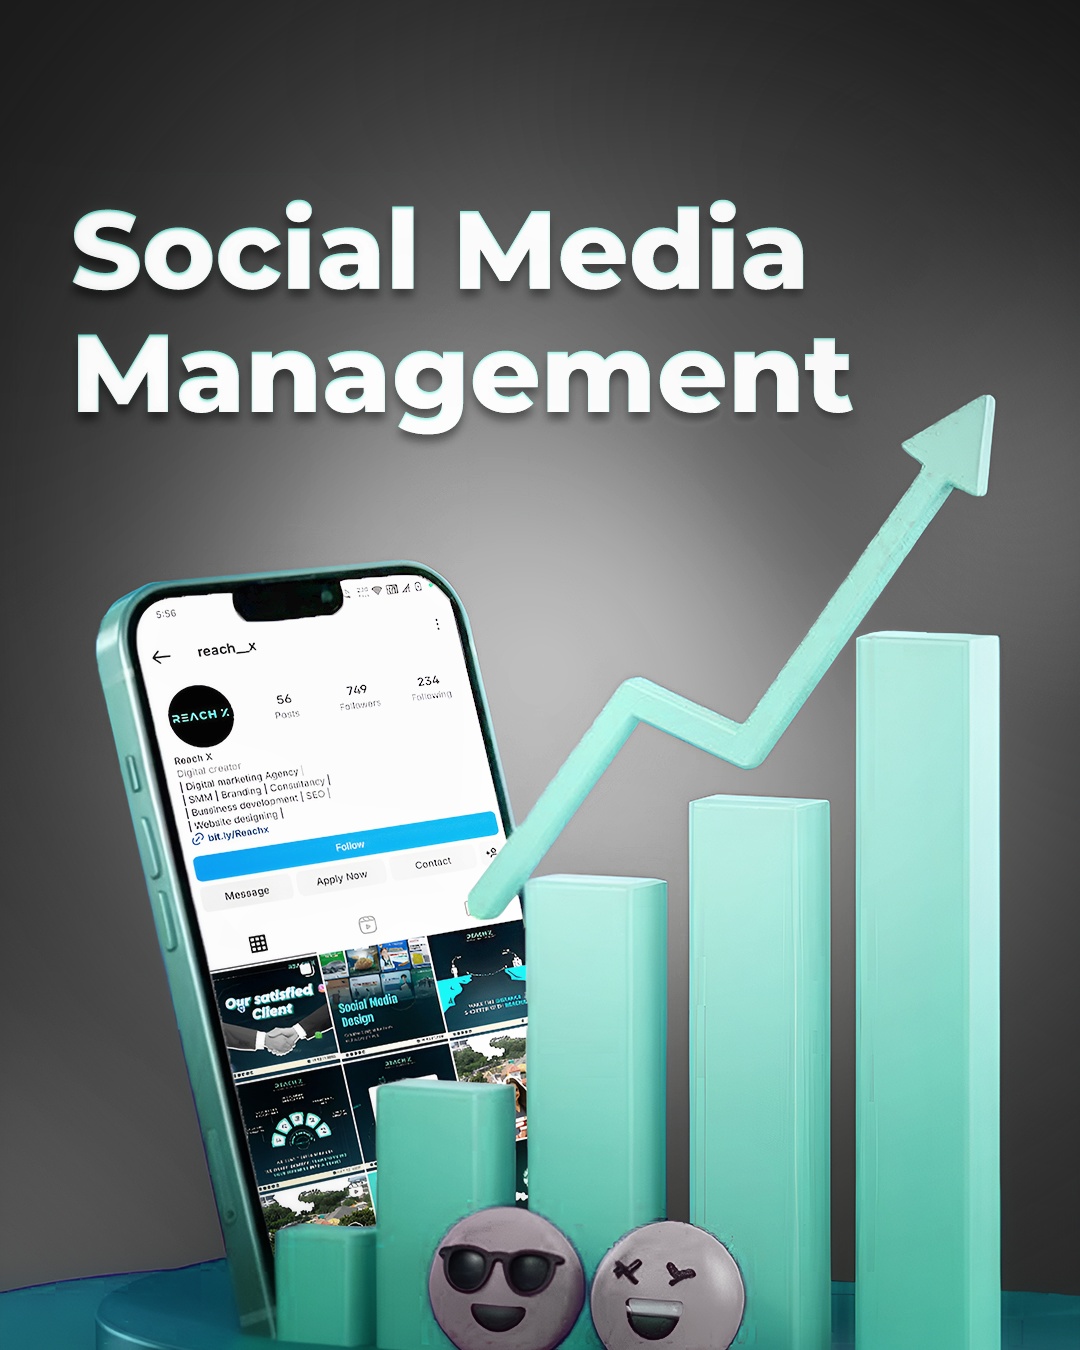 Social Media
Management
5:56
reach__x
REACH X
56
Posts
749
Followers
234
Following
Reach X
Digital creator
| Digital marketing Agency |
| SMM | Branding | Consultancy |
| Bussiness development | SEO |
| Website designing |
bit.ly/Reachx
Follow
Message
Apply Now
Contact
Our satisfied
Client
Social Media
Design
REACH X
REACH X